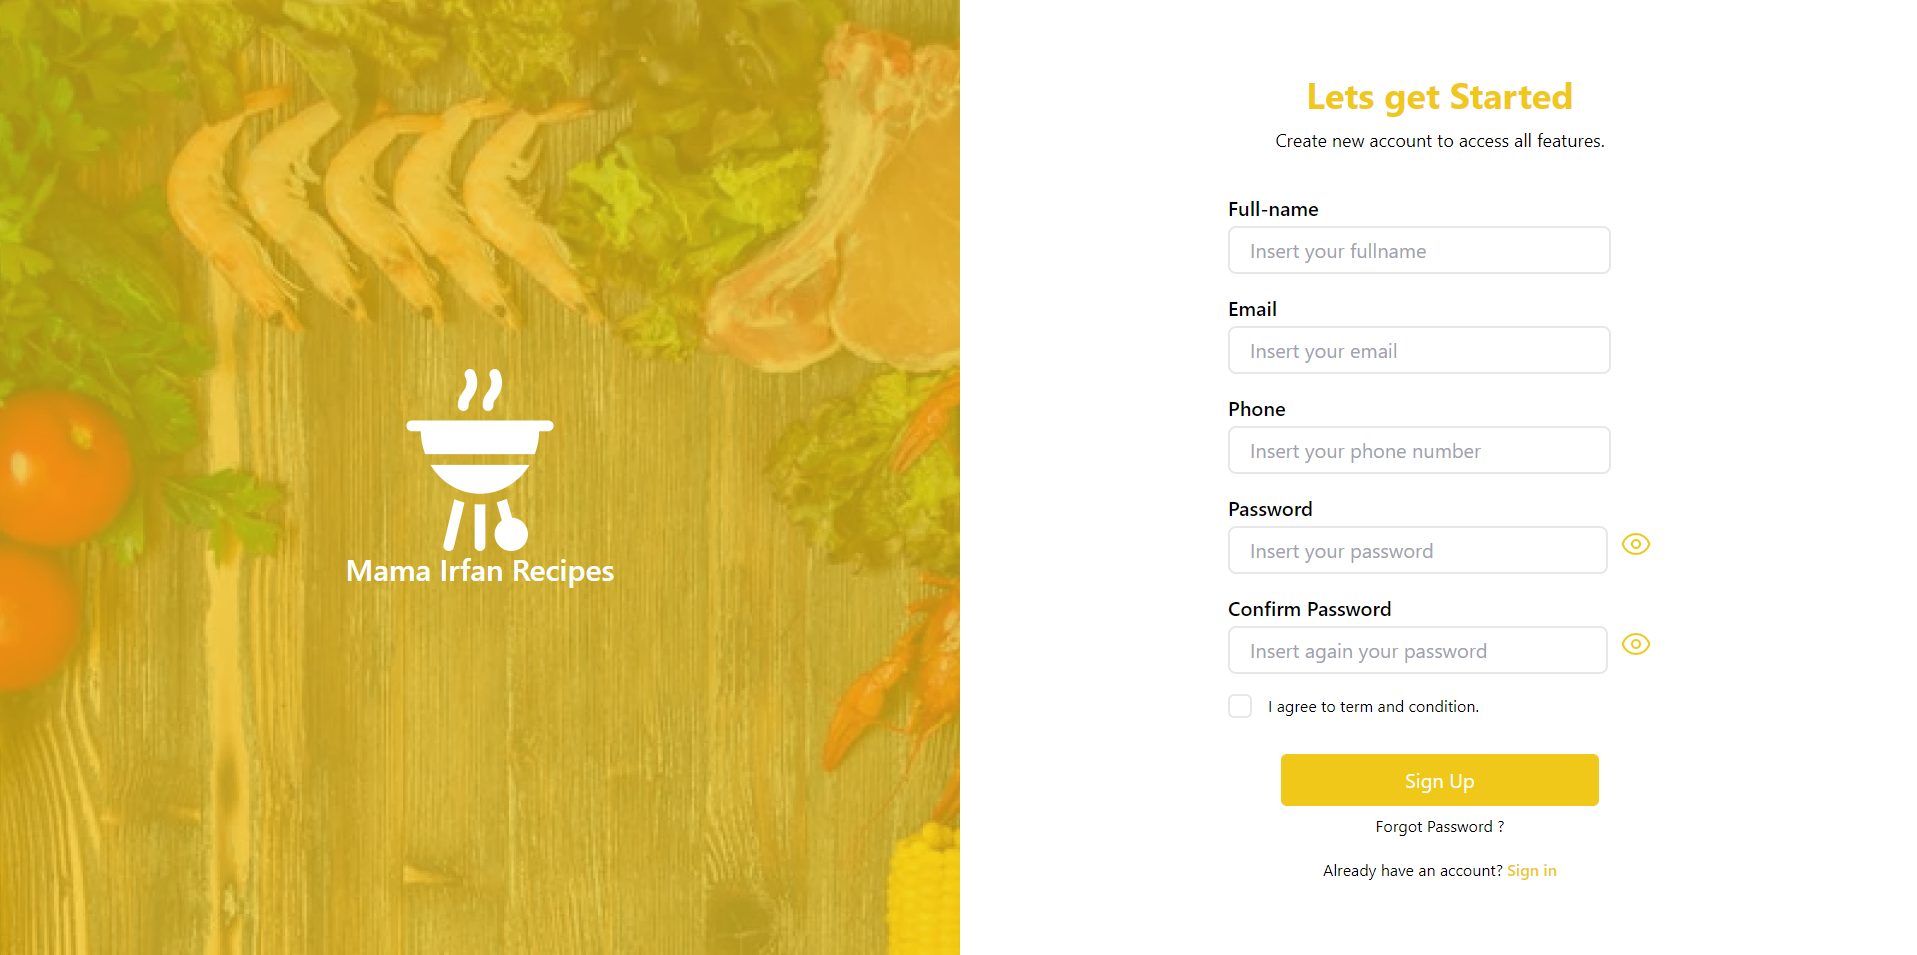 Mama Irfan Recipes
Lets get Started
Create new account to access all features.
Full-name
Insert your fullname
Email
Insert your email
Phone
Insert your phone number
Password
Insert your password
Confirm Password
Insert again your password
I agree to term and condition.
Sign Up
Forgot Password ?
Already have an account? Sign in